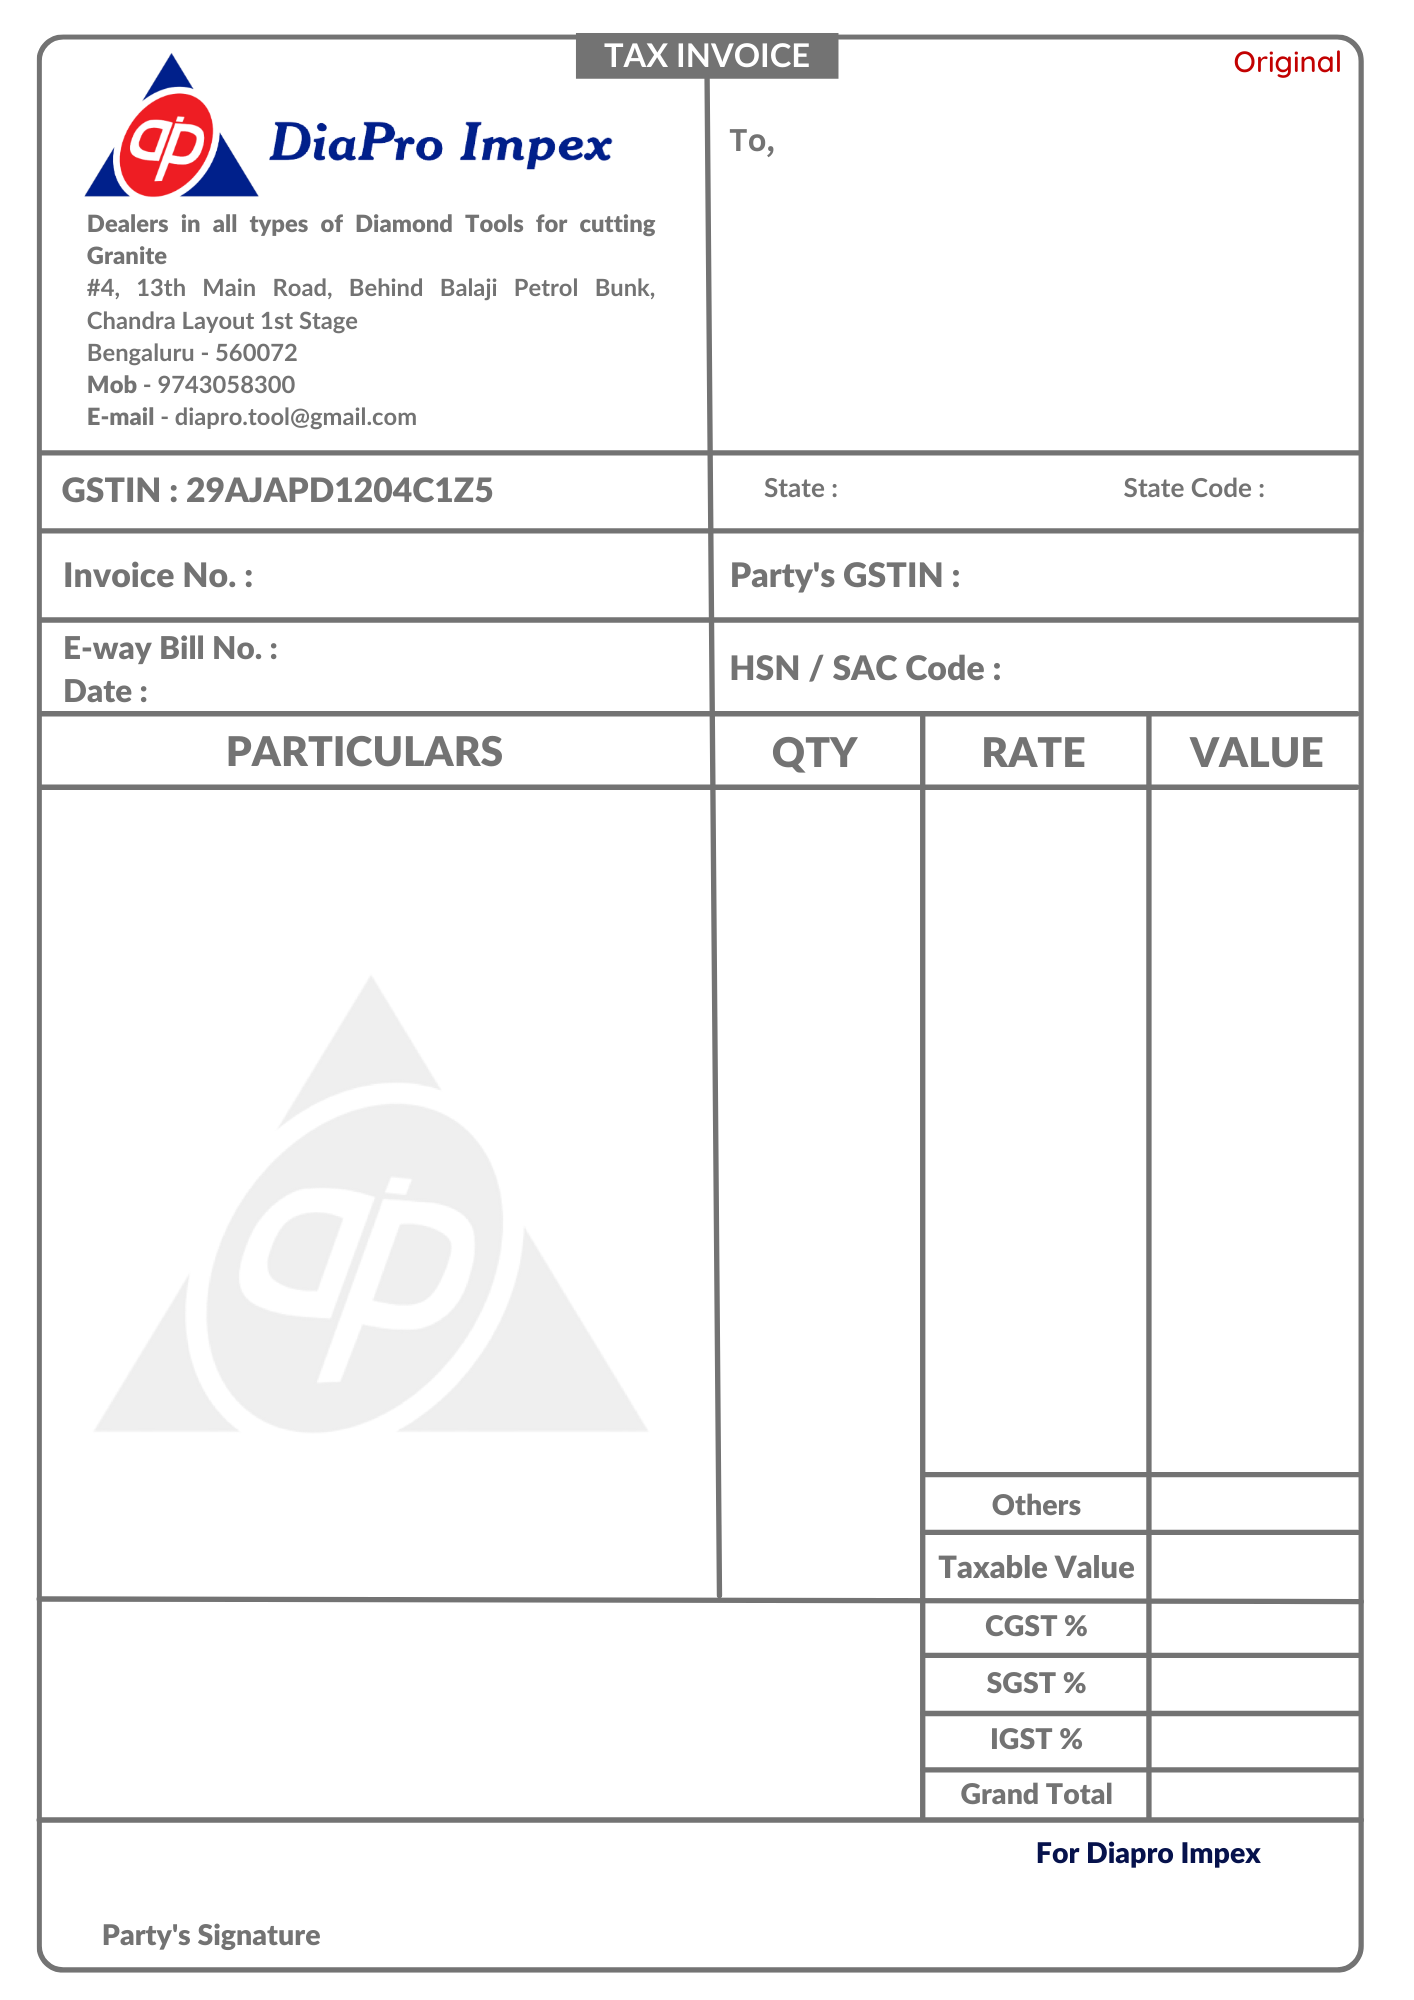 TAX INVOICE
Original
DiaPro Impex
Dealers in all types of Diamond Tools for cutting
Granite
#4, 13th Main Road, Behind Balaji Petrol Bunk,
Chandra Layout 1st Stage
Bengaluru - 560072
Mob - 9743058300
E-mail - diapro.tool@gmail.com
To,
GSTIN : 29AJAPD1204C1Z5
State :
State Code :
Invoice No. :
Party's GSTIN :
E-way Bill No. :
Date :
HSN / SAC Code :
PARTICULARS
QTY
RATE
VALUE
Others
Taxable Value
CGST %
SGST %
IGST %
Grand Total
For Diapro Impex
Party's Signature